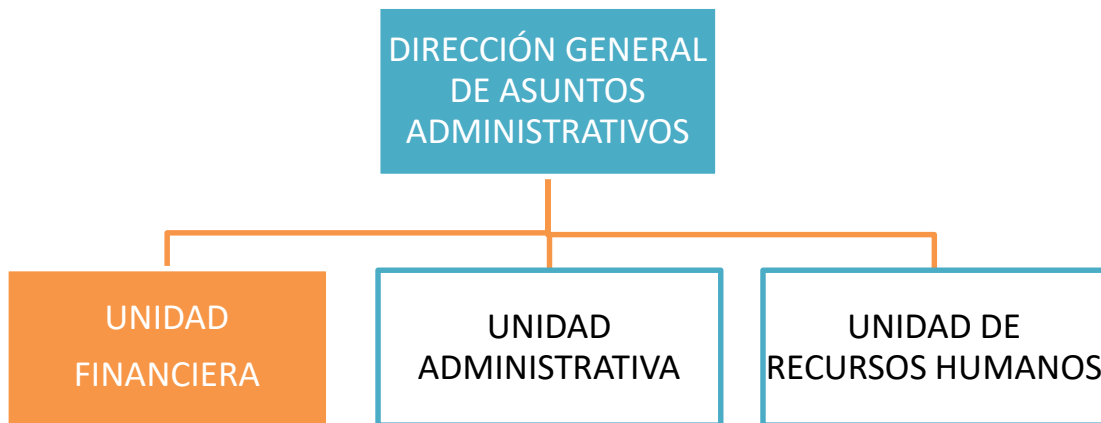 DIRECCIÓN GENERAL
DE ASUNTOS
ADMINISTRATIVOS
UNIDAD
FINANCIERA
UNIDAD
ADMINISTRATIVA
UNIDAD DE
RECURSOS HUMANOS